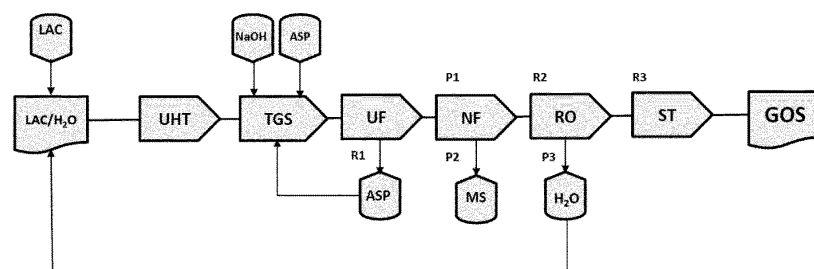 LAC
NaOH
ASP
P1
R2
R3
LAC/H₂O
UHT
TGS
UF
NF
RO
ST
GOS
R1
P2
P3
ASP
MS
H₂O